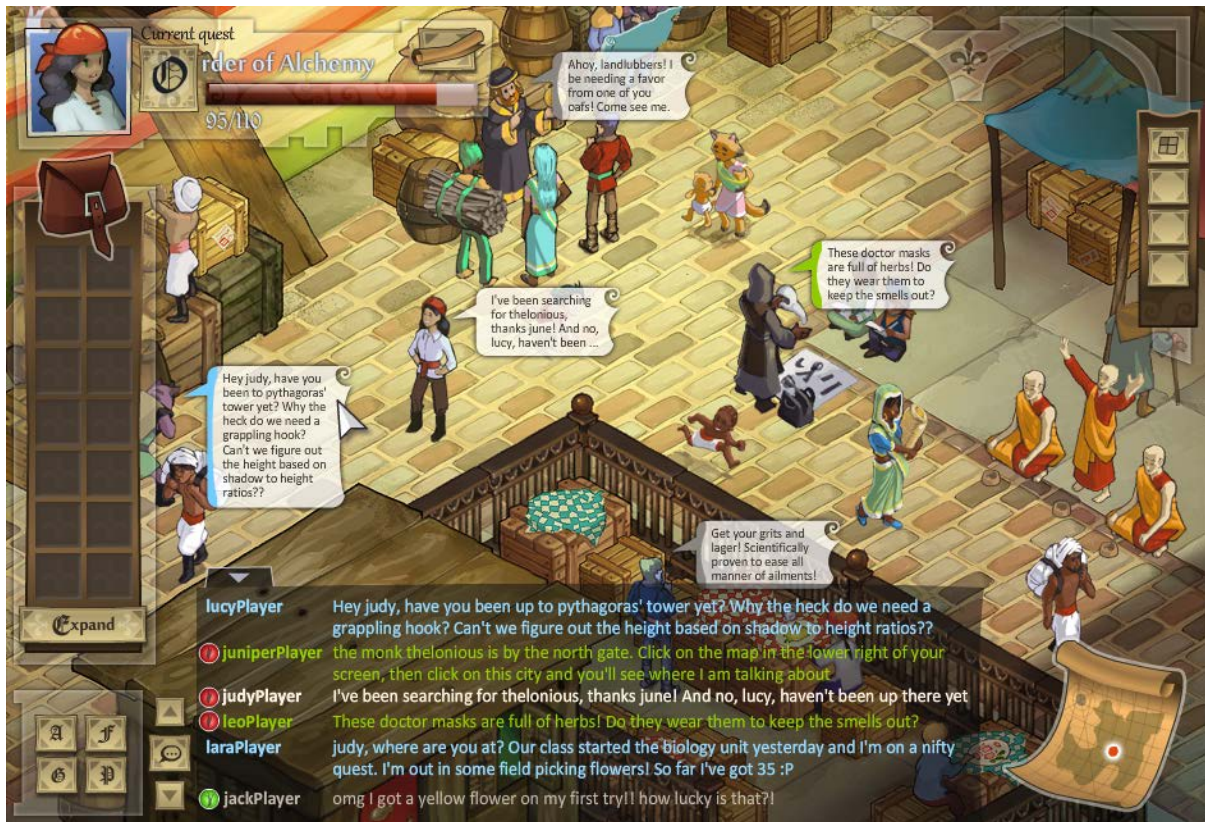 Current quest
Order of Alchemy
95/110
Ahoy, landlubbers! I
be needing a favor
from one of you
oafs! Come see me.
These doctor masks
are full of herbs! Do
they wear them to
keep the smells out?
I've been searching
for thelonious,
thanks june! And no,
lucy, haven't been ...
Hey judy, have you
been to pythagoras'
tower yet? Why the
heck do we need a
grappling hook?
Can't we figure out
the height based on
shadow to height
ratios??
Get your grits and
lager! Scientifically
proven to ease all
manner of ailments!
Expand
lucyPlayer Hey judy, have you been up to pythagoras' tower yet? Why the heck do we need a
grappling hook? Can't we figure out the height based on shadow to height ratios??
juniperPlayer the monk thelonious is by the north gate. Click on the map in the lower right of your
screen, then click on this city and you'll see where I am talking about
judyPlayer I've been searching for thelonious, thanks june! And no, lucy, haven't been up there yet
leoPlayer These doctor masks are full of herbs! Do they wear them to keep the smells out?
laraPlayer judy, where are you at? Our class started the biology unit yesterday and I'm on a nifty
quest. I'm out in some field picking flowers! So far I've got 35 :P
jackPlayer omg I got a yellow flower on my first try!! how lucky is that?!
A F
G P